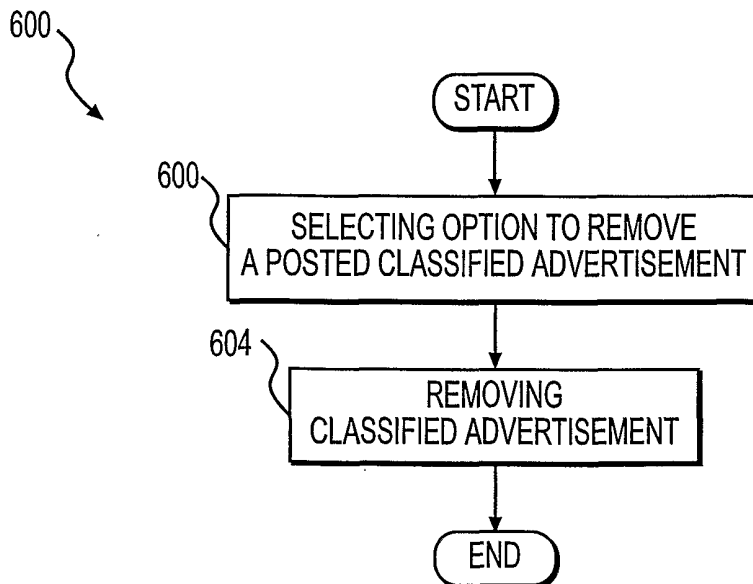 600
START
600
SELECTING OPTION TO REMOVE
A POSTED CLASSIFIED ADVERTISEMENT
604
REMOVING
CLASSIFIED ADVERTISEMENT
END